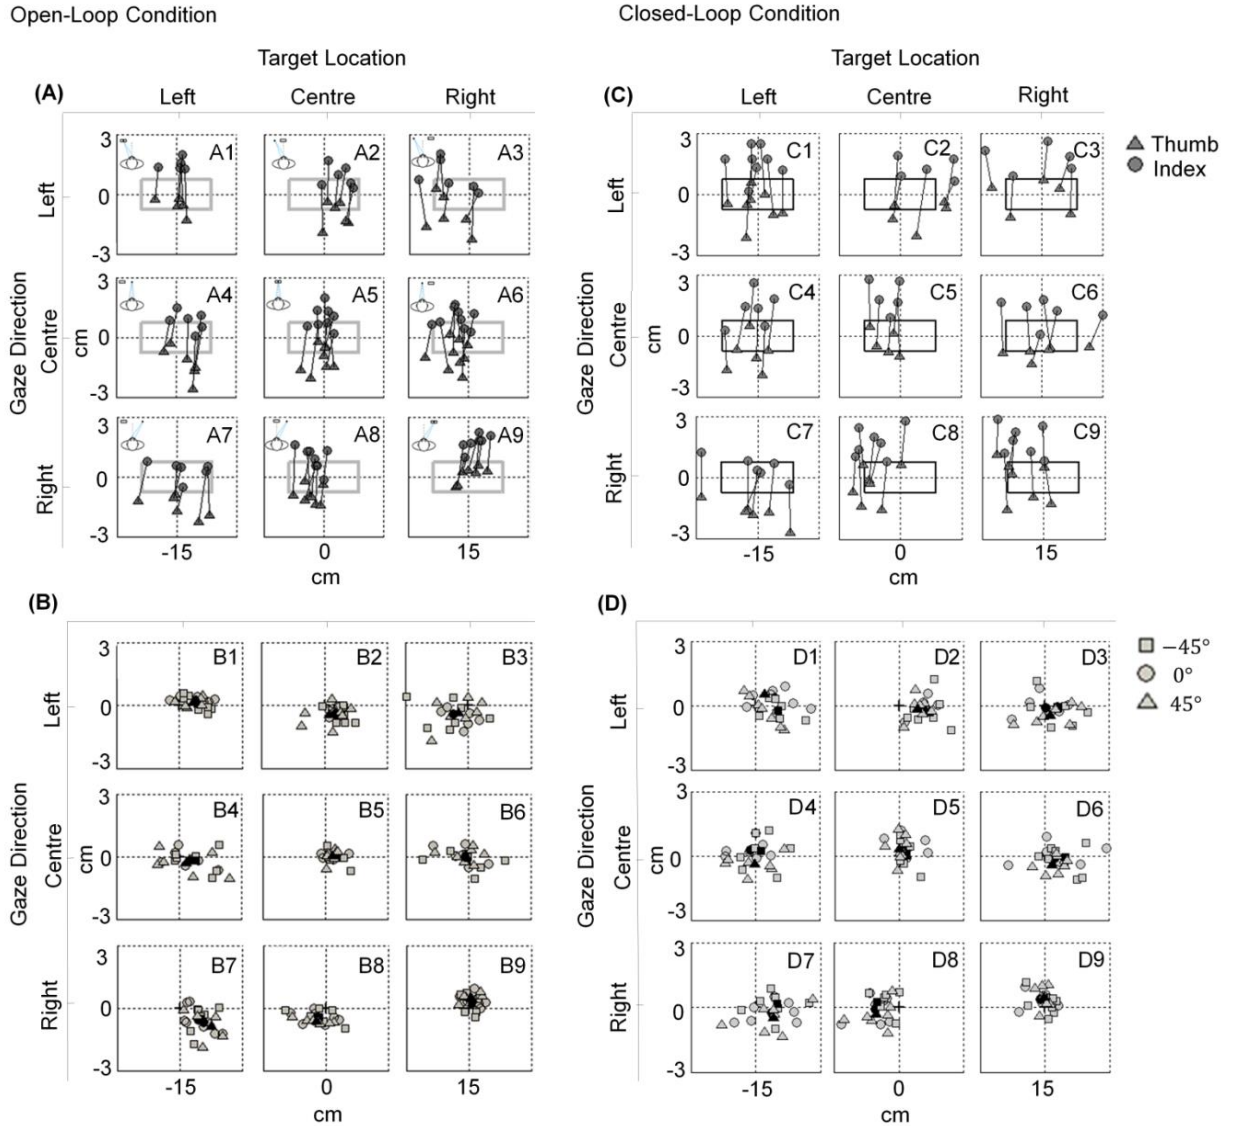 Open-Loop Condition
Closed-Loop Condition
Target Location
Target Location
(A)
Left Centre Right
(C)
Left Centre Right
Thumb
Index
Gaze Direction
Left
Centre
Right
cm
3
0
-3
A1 A2 A3
3
0
-3
A4 A5 A6
3
0
-3
A7 A8 A9
-15 0 15
cm
Gaze Direction
Left
Centre
Right
cm
3
0
-3
C1 C2 C3
3
0
-3
C4 C5 C6
3
0
-3
C7 C8 C9
-15 0 15
cm
(B)
Gaze Direction
Left
Centre
Right
cm
3
0
-3
B1 B2 B3
3
0
-3
B4 B5 B6
3
0
-3
B7 B8 B9
-15 0 15
cm
(D)
Gaze Direction
Left
Centre
Right
cm
3
0
-3
D1 D2 D3
3
0
-3
D4 D5 D6
3
0
-3
D7 D8 D9
-15 0 15
cm
−45°
0°
45°